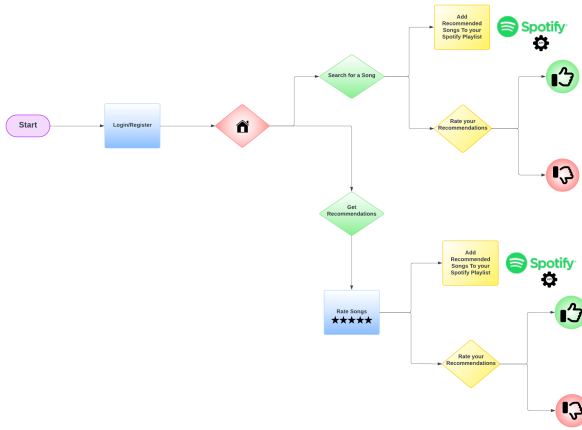 Add
Recommended
Songs To your
Spotify Playlist
Spotify
Search for a Song
Start
Login/Register
Rate your
Recommendations
Get
Recommendations
Add
Recommended
Songs To your
Spotify Playlist
Spotify
Rate Songs
★★★★★
Rate your
Recommendations